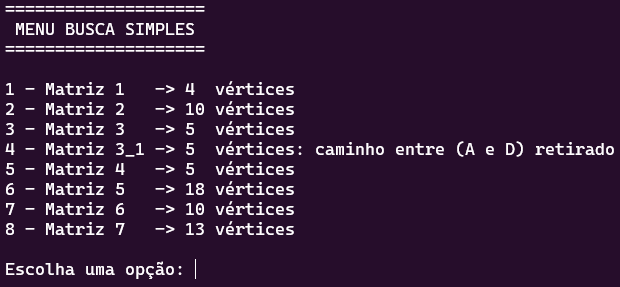 ====================
 MENU BUSCA SIMPLES
====================
1 - Matriz 1   -> 4  vértices
2 - Matriz 2   -> 10 vértices
3 - Matriz 3   -> 5  vértices
4 - Matriz 3_1 -> 5  vértices: caminho entre (A e D) retirado
5 - Matriz 4   -> 5  vértices
6 - Matriz 5   -> 18 vértices
7 - Matriz 6   -> 10 vértices
8 - Matriz 7   -> 13 vértices
Escolha uma opção: